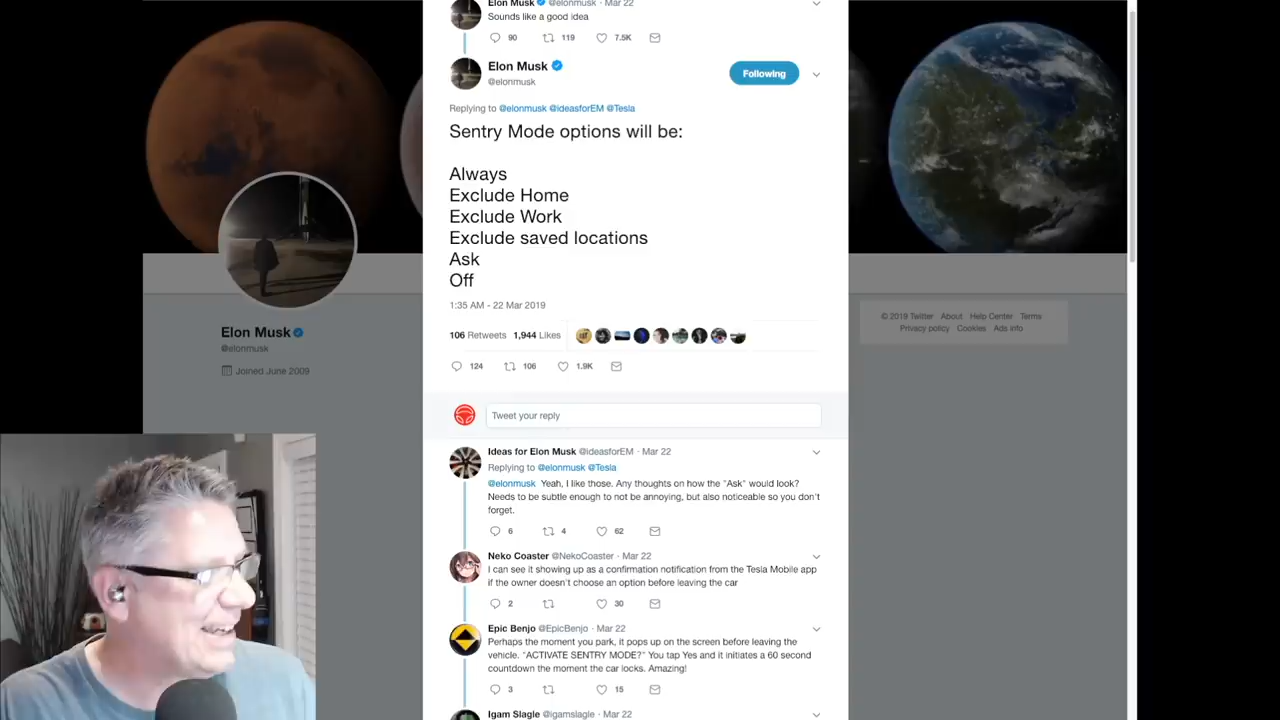 Elon Musk @elonmusk · Mar 22
Sounds like a good idea
90 119 7.5K
Elon Musk
@elonmusk
Following
Replying to @elonmusk @ideasforEM @Tesla
Sentry Mode options will be:
Always
Exclude Home
Exclude Work
Exclude saved locations
Ask
Off
1:35 AM - 22 Mar 2019
106 Retweets 1,944 Likes
124 106 1.9K
Tweet your reply
Ideas for Elon Musk @ideasforEM · Mar 22
Replying to @elonmusk @Tesla
@elonmusk Yeah, I like those. Any thoughts on how the "Ask" would look?
Needs to be subtle enough to not be annoying, but also noticeable so you don't
forget.
6 4 62
Neko Coaster @NekoCoaster · Mar 22
I can see it showing up as a confirmation notification from the Tesla Mobile app
if the owner doesn't choose an option before leaving the car
2 30
Epic Benjo @EpicBenjo · Mar 22
Perhaps the moment you park, it pops up on the screen before leaving the
vehicle. "ACTIVATE SENTRY MODE?" You tap Yes and it initiates a 60 second
countdown the moment the car locks. Amazing!
3 15
Igam Slagle @igamslagle · Mar 22
Elon Musk
@elonmusk
Joined June 2009
© 2019 Twitter About Help Center Terms
Privacy policy Cookies Ads info